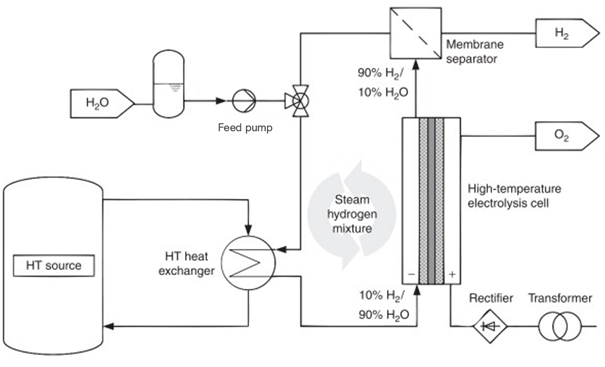 H₂
Membrane
separator
90% H₂/
10% H₂O
H₂O
Feed pump
O₂
Steam
hydrogen
mixture
High-temperature
electrolysis cell
HT source
HT heat
exchanger
− +
10% H₂/
90% H₂O
Rectifier Transformer